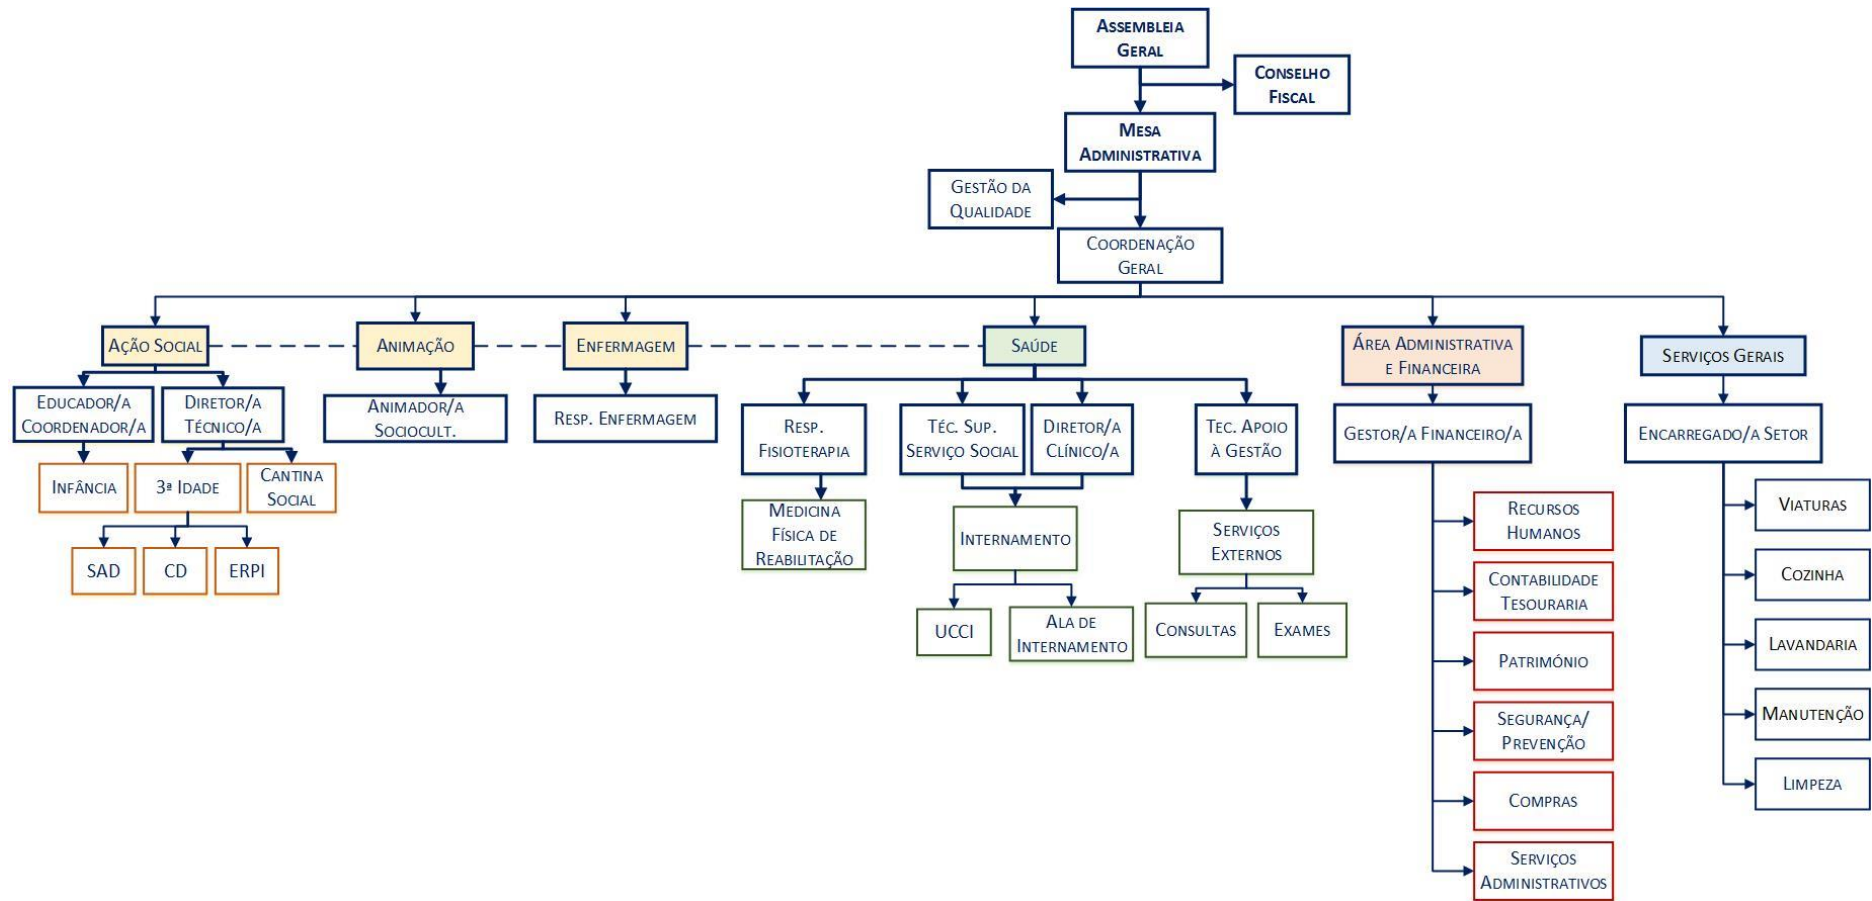 ASSEMBLEIA
GERAL
CONSELHO
FISCAL
MESA
ADMINISTRATIVA
GESTÃO DA
QUALIDADE
COORDENAÇÃO
GERAL
AÇÃO SOCIAL
ANIMAÇÃO
ENFERMAGEM
SAÚDE
ÁREA ADMINISTRATIVA
E FINANCEIRA
SERVIÇOS GERAIS
EDUCADOR/A
COORDENADOR/A
DIRETOR/A
TÉCNICO/A
ANIMADOR/A
SOCIOCULT.
RESP. ENFERMAGEM
RESP.
FISIOTERAPIA
TÉC. SUP.
SERVIÇO SOCIAL
DIRETOR/A
CLÍNICO/A
TEC. APOIO
À GESTÃO
GESTOR/A FINANCEIRO/A
ENCARREGADO/A SETOR
INFÂNCIA
3ª IDADE
CANTINA
SOCIAL
SAD
CD
ERPI
MEDICINA
FÍSICA DE
REABILITAÇÃO
INTERNAMENTO
SERVIÇOS
EXTERNOS
UCCI
ALA DE
INTERNAMENTO
CONSULTAS
EXAMES
RECURSOS
HUMANOS
CONTABILIDADE
TESOURARIA
PATRIMÓNIO
SEGURANÇA/
PREVENÇÃO
COMPRAS
SERVIÇOS
ADMINISTRATIVOS
VIATURAS
COZINHA
LAVANDARIA
MANUTENÇÃO
LIMPEZA